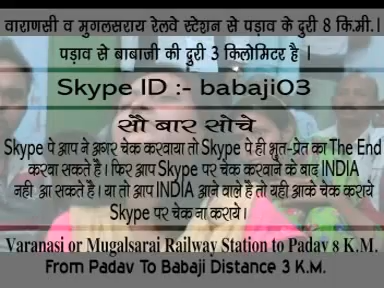 वाराणसी व मुगलसराय रेलवे स्टेशन से पड़ाव के दुरी 8 कि.मी.।
पड़ाव से बाबाजी की दुरी 3 किलोमिटर है ।
Skype ID :- babaji03
सौ बार सोचे
Skype पे आप ने अगर चेक करवाया तो Skype पे ही भुत-प्रेत का The End
करवा सकते है। फिर आप Skype पर चेक करवाने के बाद INDIA
नही आ सकते है। या तो आप INDIA आने वाले है तो यही आके चेक कराये
Skype पर चेक ना कराये।
Varanasi or Mugalsarai Railway Station to Padav 8 K.M.
From Padav To Babaji Distance 3 K.M.